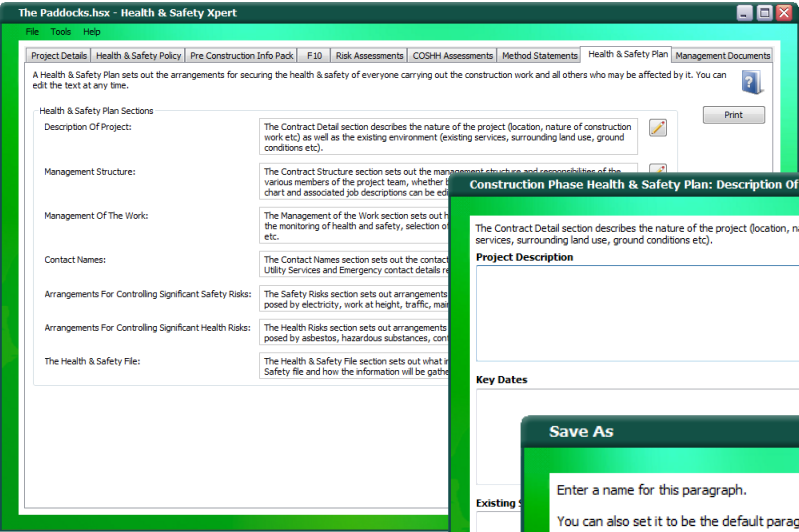 The Paddocks.hsx - Health & Safety Xpert
File Tools Help
Project Details Health & Safety Policy Pre Construction Info Pack F10 Risk Assessments COSHH Assessments Method Statements Health & Safety Plan Management Documents
A Health & Safety Plan sets out the arrangements for securing the health & safety of everyone carrying out the construction work and all others who may be affected by it. You can
edit the text at any time.
Health & Safety Plan Sections
Print
Description Of Project:
The Contract Detail section describes the nature of the project (location, nature of construction
work etc) as well as the existing environment (existing services, surrounding land use, ground
conditions etc).
Management Structure:
The Contract Structure section sets out the management structure and responsibilities of the
various members of the project team, whether
chart and associated job descriptions can be
Management Of The Work:
The Management of the Work section sets out
the monitoring of health and safety, selection
etc.
Contact Names:
The Contact Names section sets out the contact
Utility Services and Emergency contact details
Arrangements For Controlling Significant Safety Risks:
The Safety Risks section sets out arrangements
posed by electricity, work at height, traffic,
Arrangements For Controlling Significant Health Risks:
The Health Risks section sets out arrangements
posed by asbestos, hazardous substances,
The Health & Safety File:
The Health & Safety File section sets out what
Safety file and how the information will be
Construction Phase Health & Safety Plan: Description Of
The Contract Detail section describes the nature of the project (location,
services, surrounding land use, ground conditions etc).
Project Description
Key Dates
Existing
Save As
Enter a name for this paragraph.
You can also set it to be the default